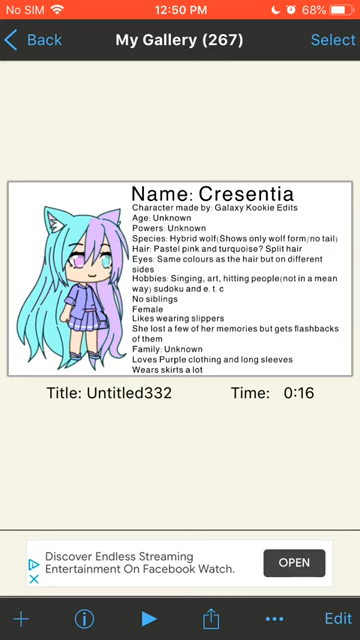 No SIM 12:50 PM 68%
Back My Gallery (267) Select
Name: Cresentia
Character made by: Galaxy Kookie Edits
Age: Unknown
Powers: Unknown
Species: Hybrid wolf(Shows only wolf form/no tail)
Hair: Pastel pink and turquoise? Split hair
Eyes: Same colours as the hair but on different
sides
Hobbies: Singing, art, hitting people(not in a mean
way) sudoku and e. t. c
No siblings
Female
Likes wearing slippers
She lost a few of her memories but gets flashbacks
of them
Family: Unknown
Loves Purple clothing and long sleeves
Wears skirts a lot
Title: Untitled332 Time: 0:16
Discover Endless Streaming
Entertainment On Facebook Watch.
OPEN
Edit